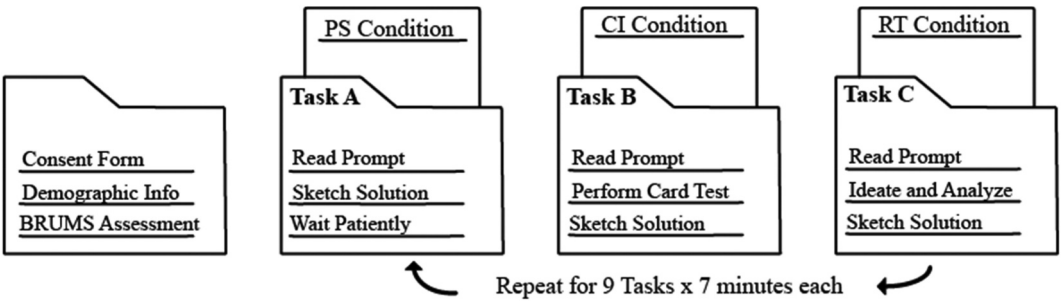 Consent Form
Demographic Info
BRUMS Assessment
PS Condition
Task A
Read Prompt
Sketch Solution
Wait Patiently
CI Condition
Task B
Read Prompt
Perform Card Test
Sketch Solution
RT Condition
Task C
Read Prompt
Ideate and Analyze
Sketch Solution
Repeat for 9 Tasks x 7 minutes each